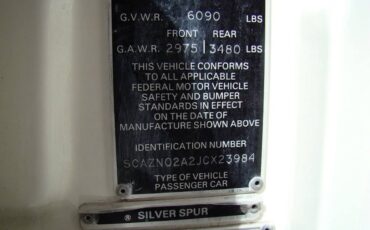 G.V.W.R. 6090 LBS
FRONT REAR
G.A.W.R. 2975 | 3480 LBS
THIS VEHICLE CONFORMS
TO ALL APPLICABLE
FEDERAL MOTOR VEHICLE
SAFETY AND BUMPER
STANDARDS IN EFFECT
ON THE DATE OF
MANUFACTURE SHOWN ABOVE
IDENTIFICATION NUMBER
SCAZN02A2JCX23984
TYPE OF VEHICLE
PASSENGER CAR
® SILVER SPUR